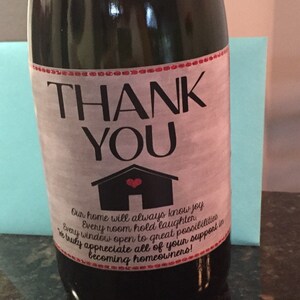 THANK
YOU
Our home will always know joy
Every room hold laughter
Every window open to great possibilities
We truly appreciate all of your support in
becoming homeowners!